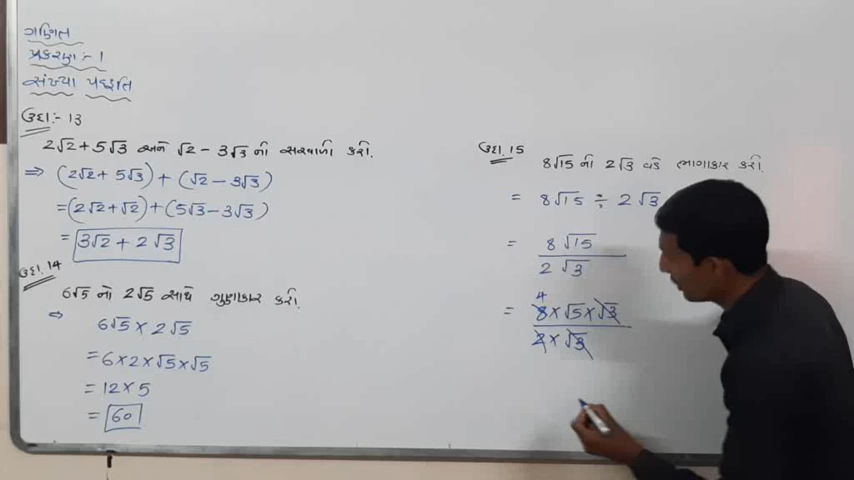 ગણિત
પ્રકરણ :- 1
સંખ્યા પદ્ધતિ
ઉદા :- 13
2√2 + 5√3 અને √2 - 3√3 નો સરવાળો કરો.
⇒ (2√2 + 5√3) + (√2 - 3√3)
= (2√2 + √2) + (5√3 - 3√3)
= 3√2 + 2√3
ઉદા. 14
6√5 નો 2√5 સાથે ગુણાકાર કરો.
⇒ 6√5 × 2√5
= 6 × 2 × √5 × √5
= 12 × 5
= 60
ઉદા. 15
8√15 નો 2√3 વડે ભાગાકાર કરો.
= 8√15 ÷ 2√3
= 8√15
2√3
4
= 8 × √5 × √3
2 × √3